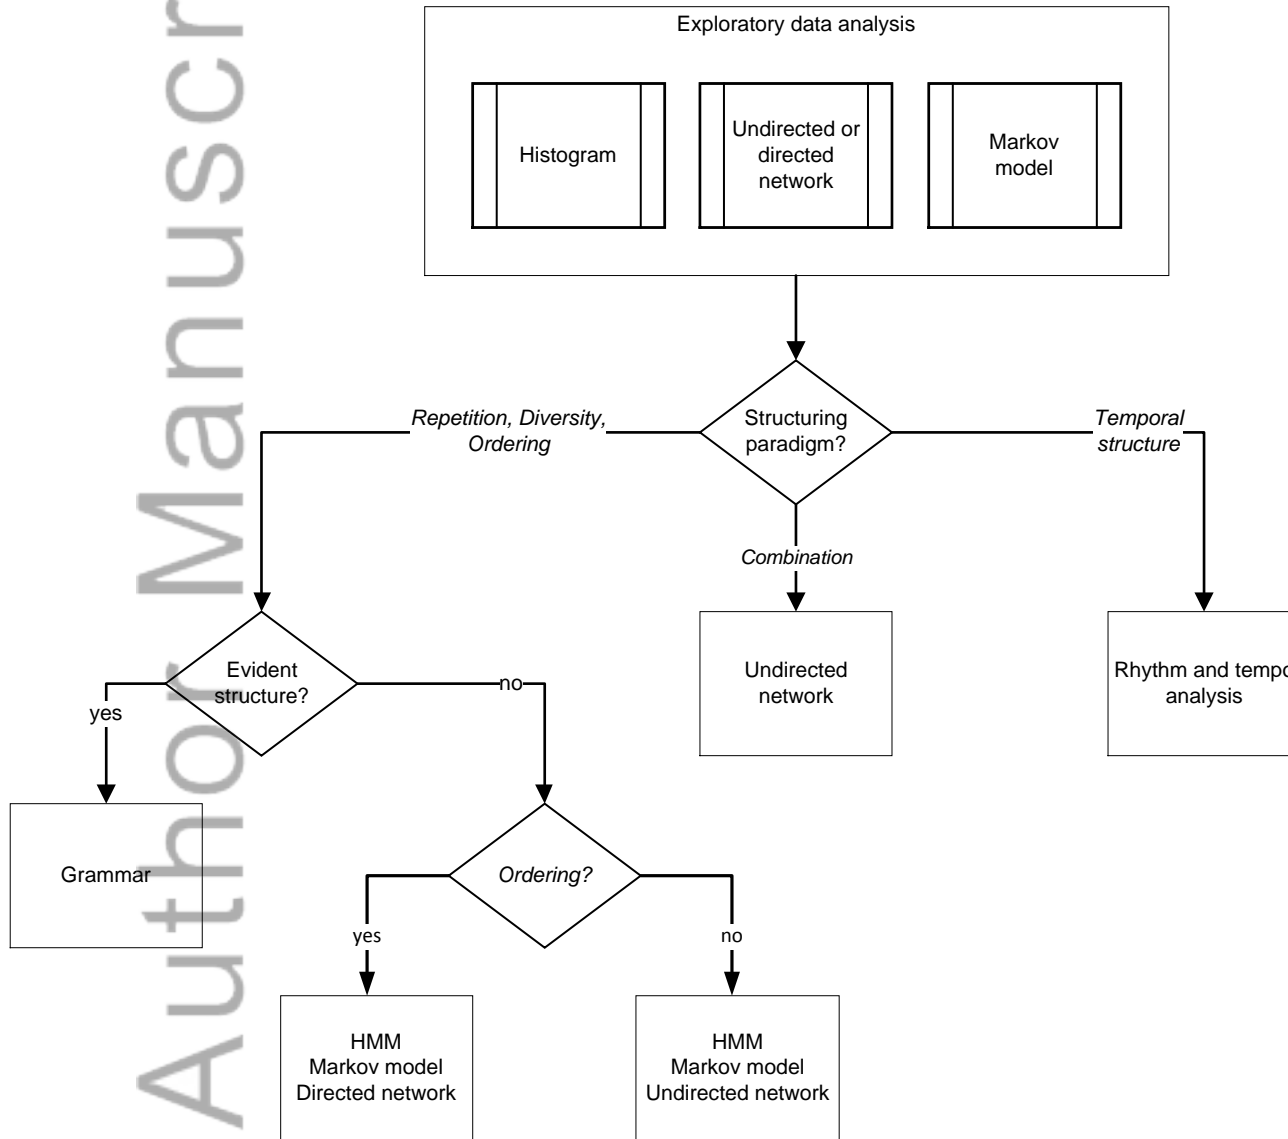 Exploratory data analysis
Histogram
Undirected or
directed
network
Markov
model
Structuring
paradigm?
Repetition, Diversity,
Ordering
Temporal
structure
Combination
Evident
structure?
yes
no
Undirected
network
Rhythm and tempo
analysis
Grammar
Ordering?
yes
no
HMM
Markov model
Directed network
HMM
Markov model
Undirected network
Author Manuscr